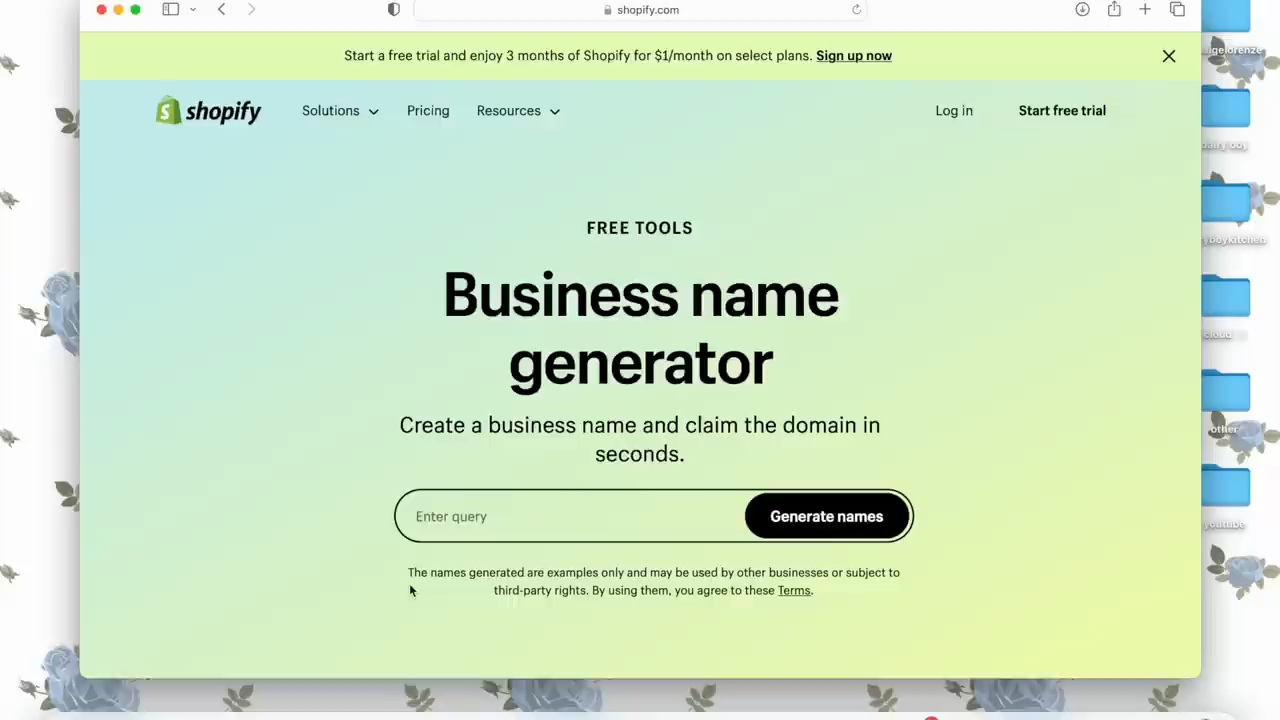 shopify.com
Start a free trial and enjoy 3 months of Shopify for $1/month on select plans. Sign up now
shopify
Solutions
Pricing
Resources
Log in
Start free trial
FREE TOOLS
Business name
generator
Create a business name and claim the domain in
seconds.
Enter query
Generate names
The names generated are examples only and may be used by other businesses or subject to
third-party rights. By using them, you agree to these Terms.
cloud
other
youtube